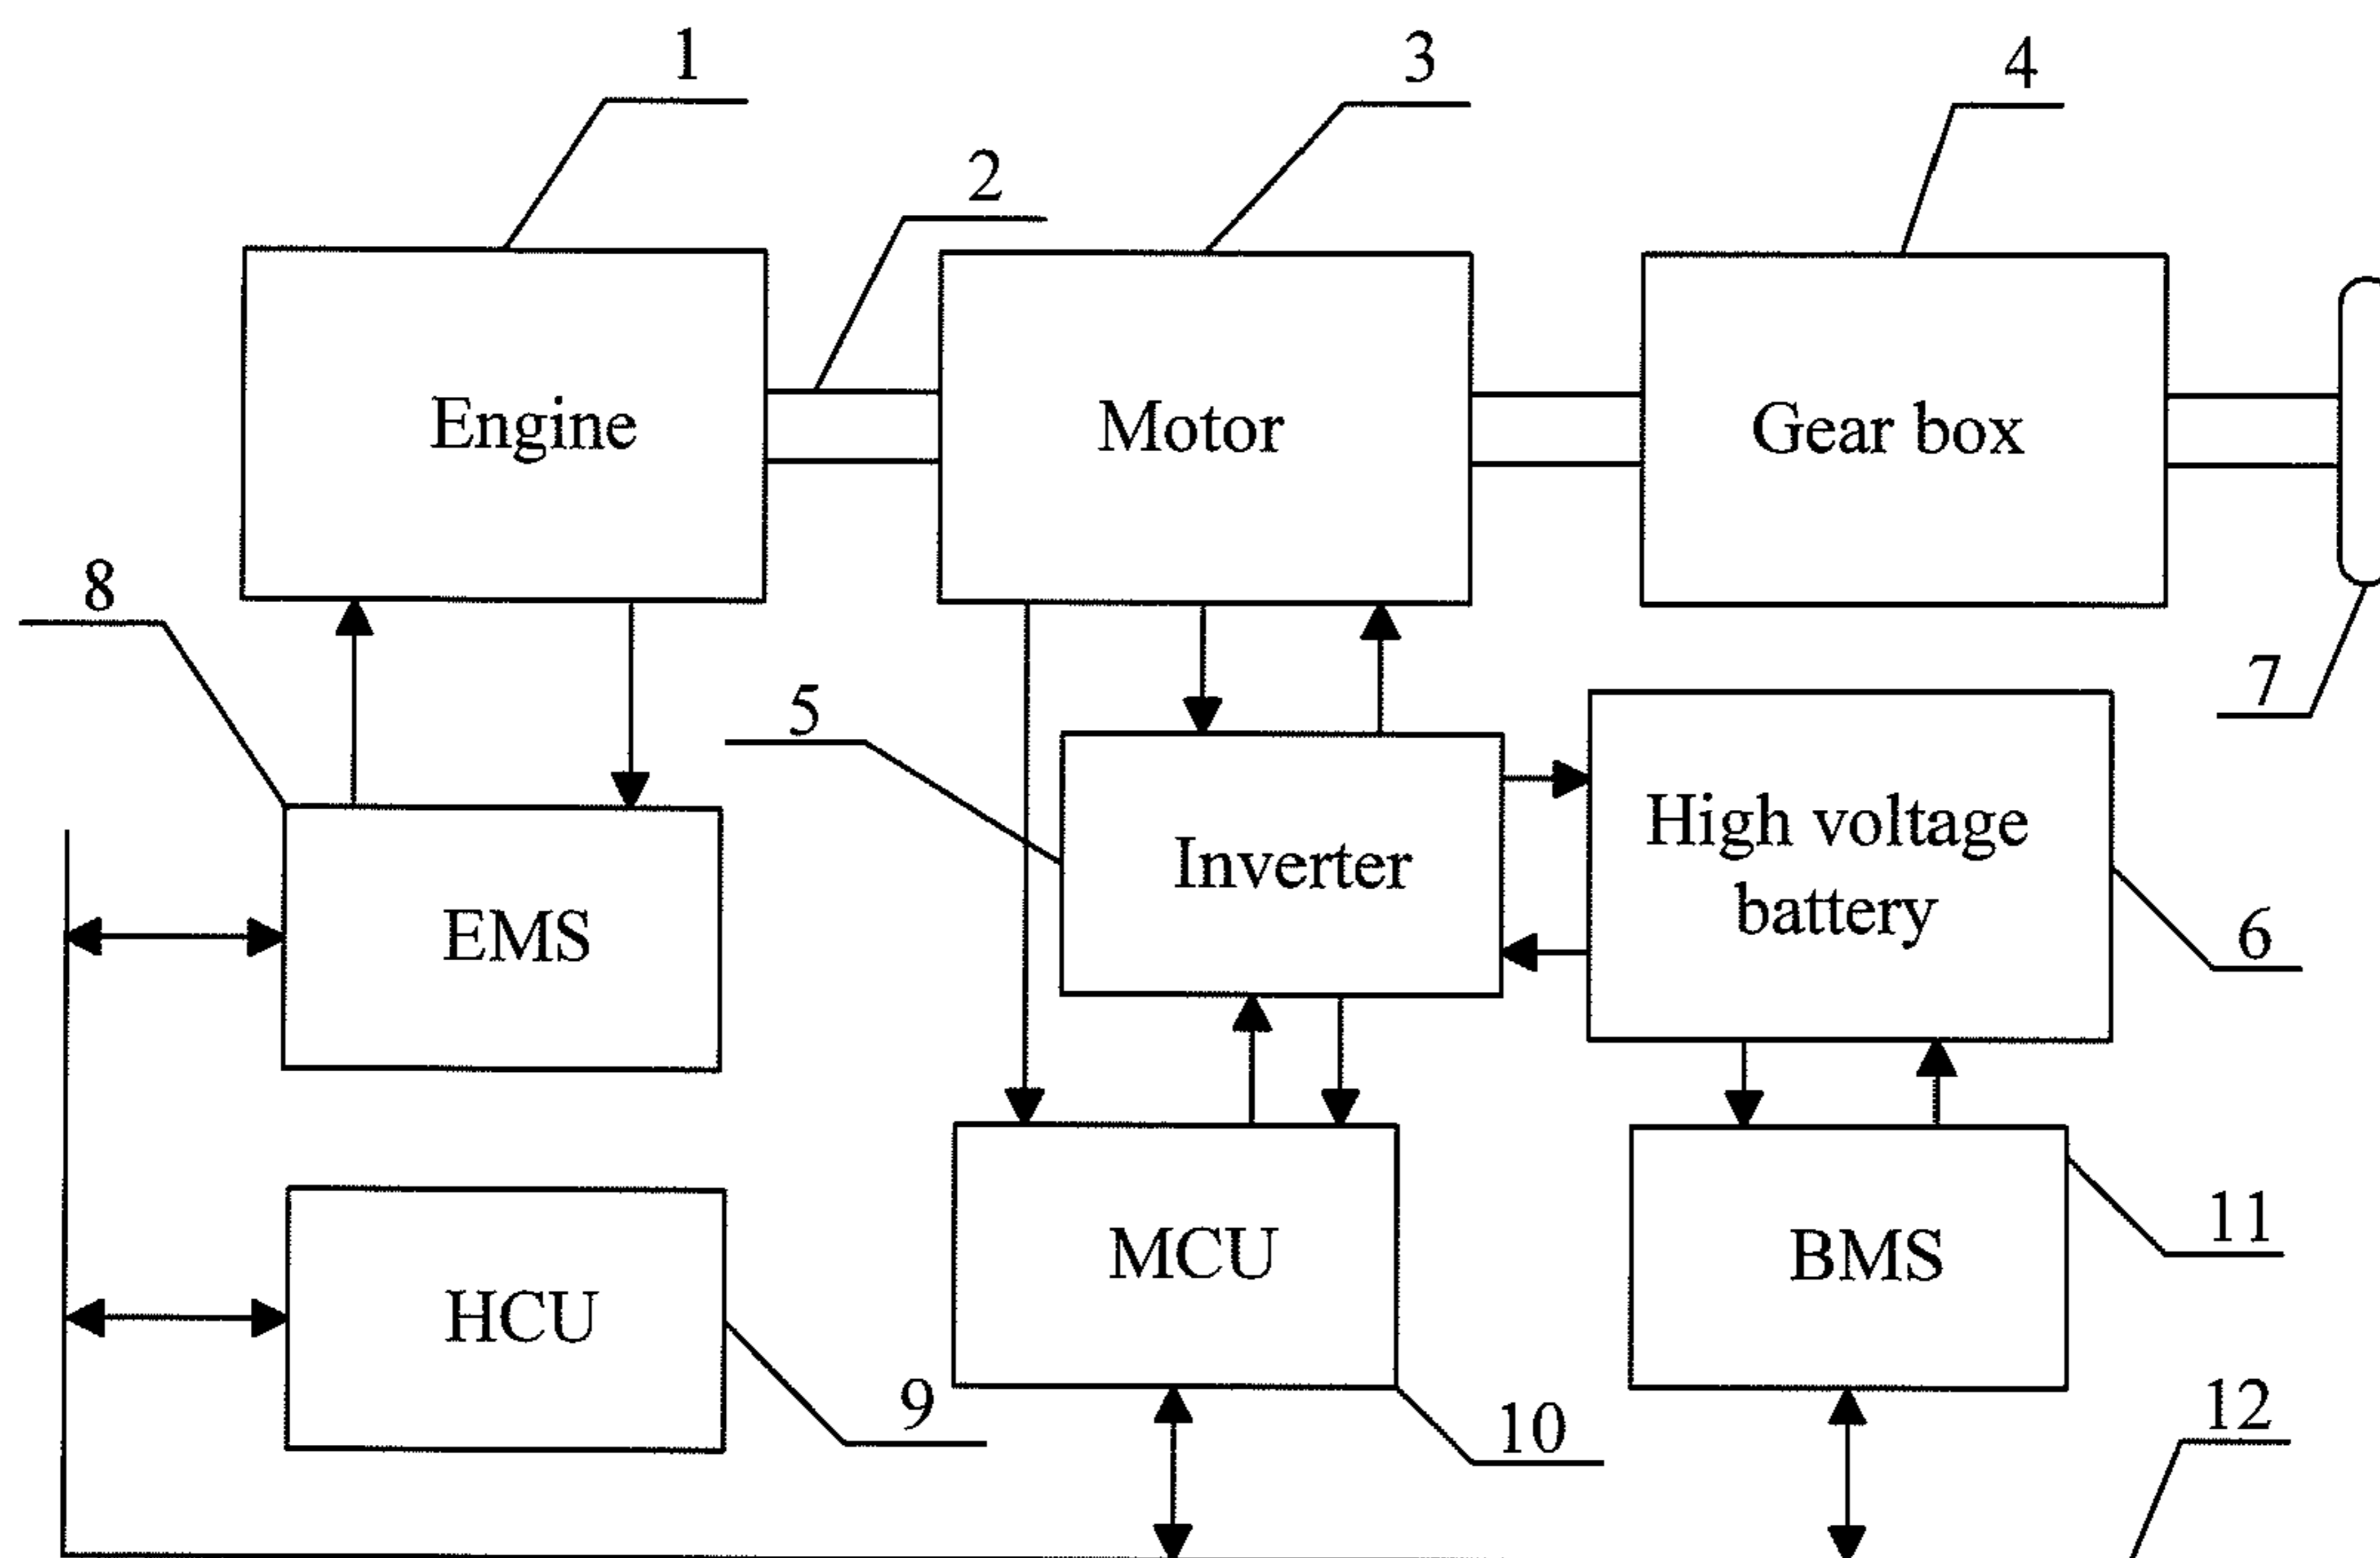 1
3
4
2
Engine
Motor
Gear box
8
7
5
High voltage
battery
Inverter
EMS
6
11
MCU
BMS
HCU
9
10
12